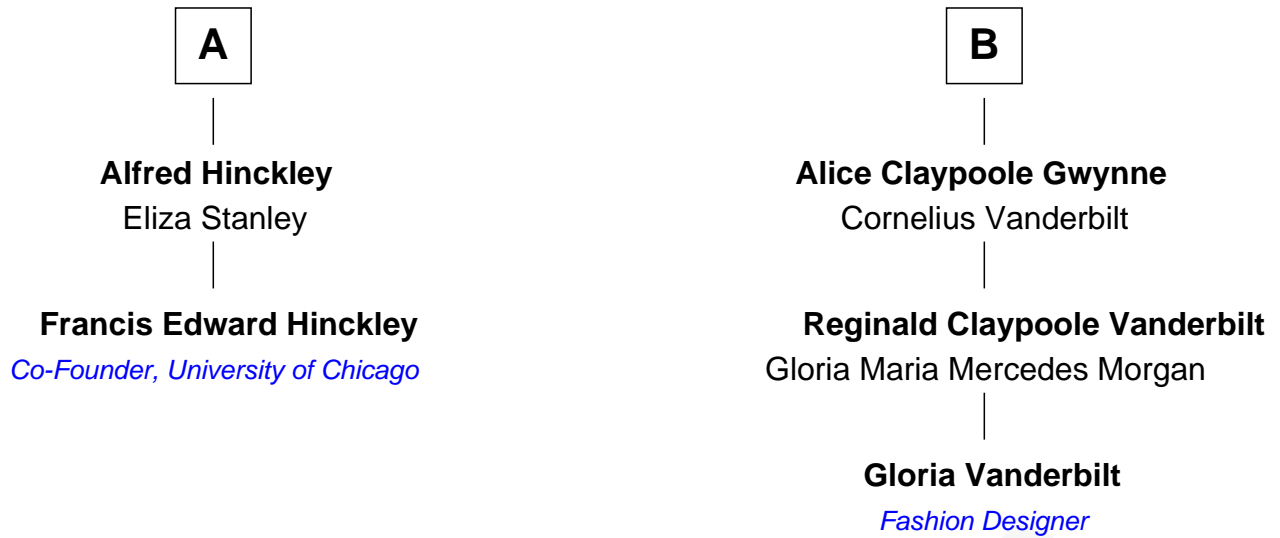 A
Alfred Hinckley
Eliza Stanley
Francis Edward Hinckley
Co-Founder, University of Chicago
B
Alice Claypoole Gwynne
Cornelius Vanderbilt
Reginald Claypoole Vanderbilt
Gloria Maria Mercedes Morgan
Gloria Vanderbilt
Fashion Designer